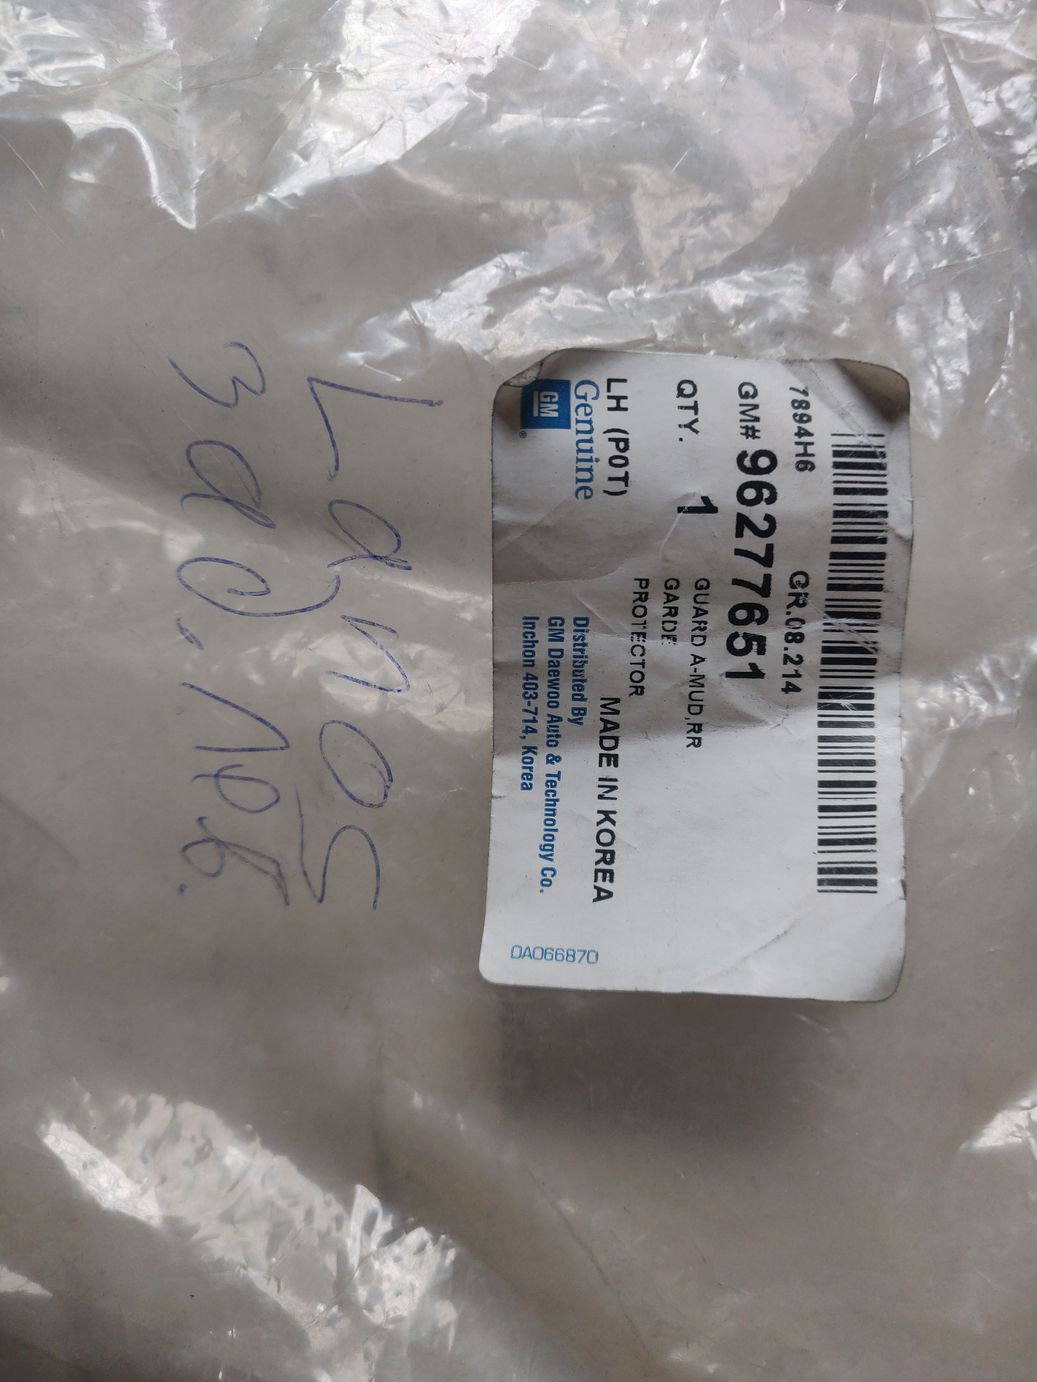 7894H6 GR.08.214
GM# 96277651
QTY. 1 GUARD A-MUD,RR
GARDE
LH (P0T) PROTECTOR
MADE IN KOREA
GM
Genuine
Distributed By
GM Daewoo Auto & Technology Co.
Inchon 403-714, Korea
0A066870
Lanos
зад. лев.